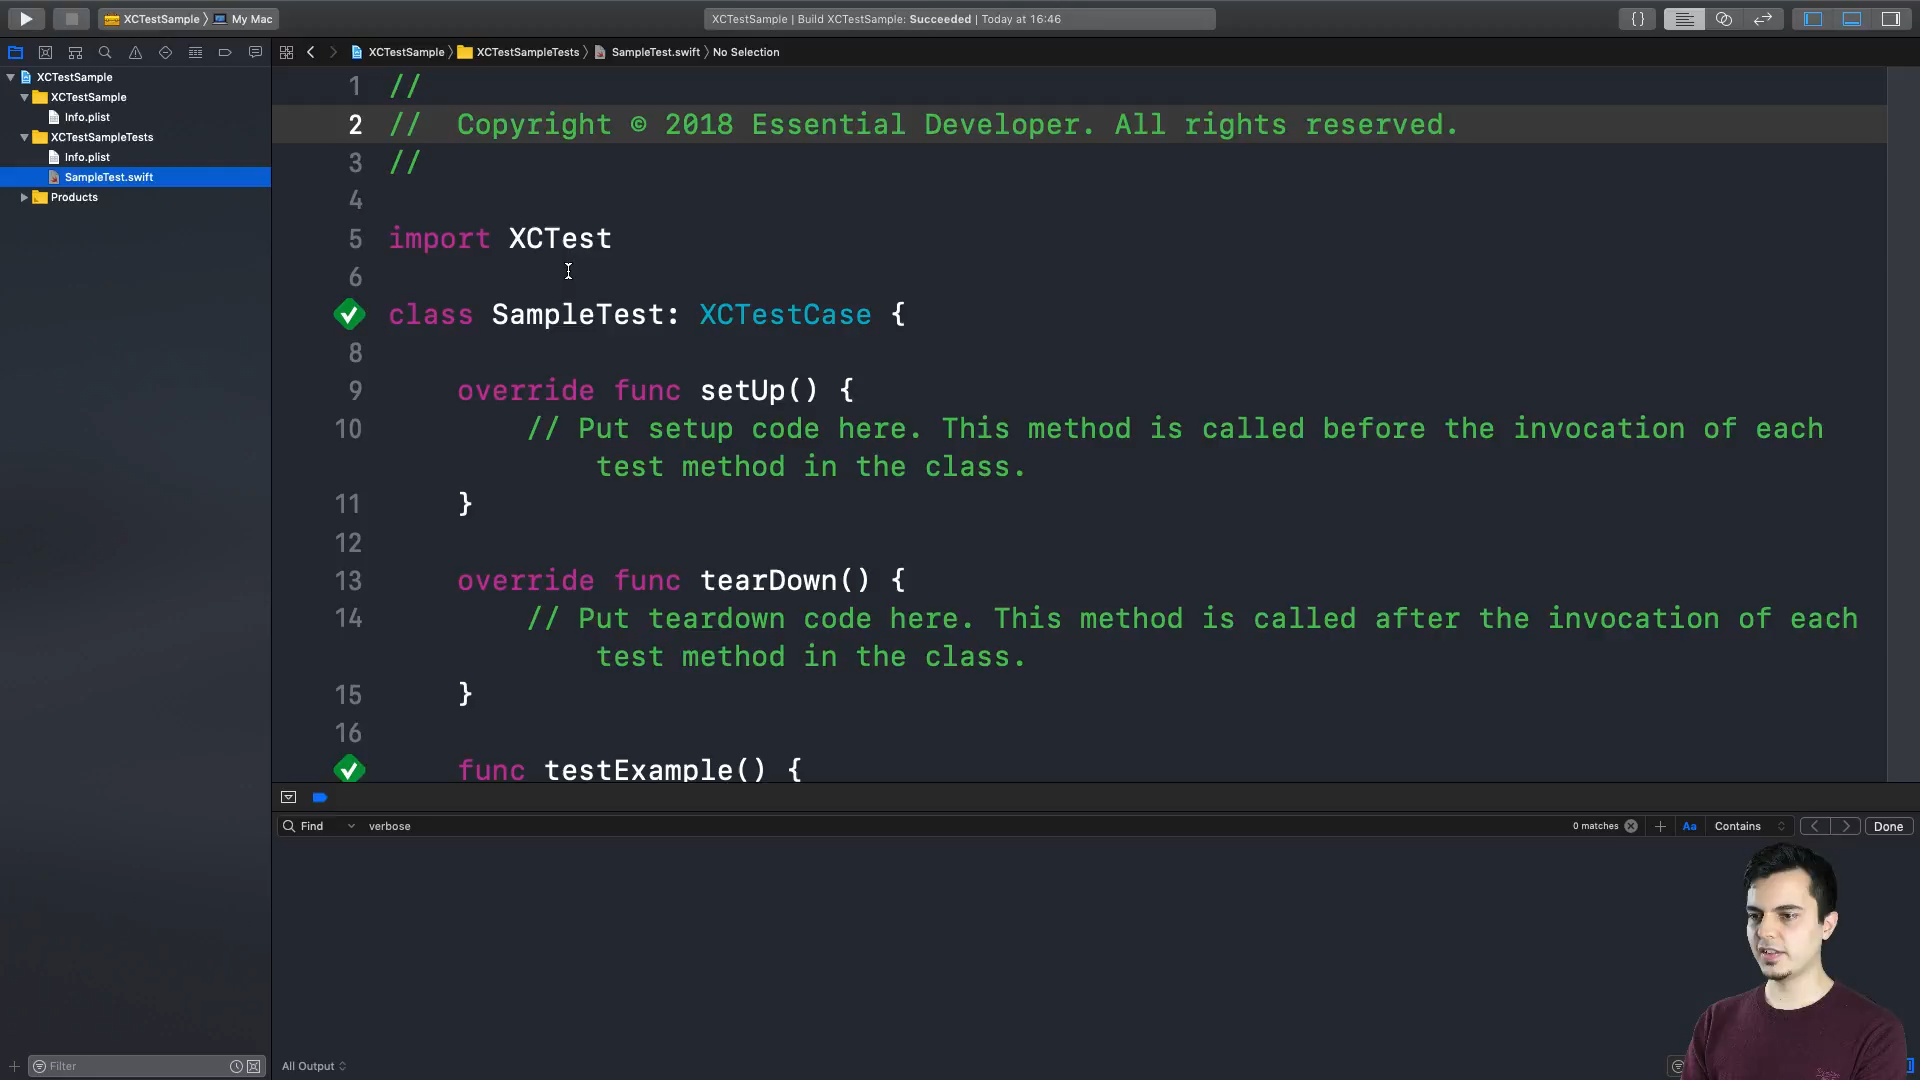 XCTestSample 〉 My Mac
XCTestSample | Build XCTestSample: Succeeded | Today at 16:46
{}
XCTestSample 〉 XCTestSampleTests 〉 SampleTest.swift 〉 No Selection
XCTestSample
XCTestSample
Info.plist
XCTestSampleTests
Info.plist
SampleTest.swift
Products
1 //
2 //  Copyright © 2018 Essential Developer. All rights reserved.
3 //
4
5 import XCTest
6
class SampleTest: XCTestCase {
8
9 override func setUp() {
10 // Put setup code here. This method is called before the invocation of each
test method in the class.
11 }
12
13 override func tearDown() {
14 // Put teardown code here. This method is called after the invocation of each
test method in the class.
15 }
16
func testExample() {
Find verbose 0 matches Aa Contains Done
Filter
All Output